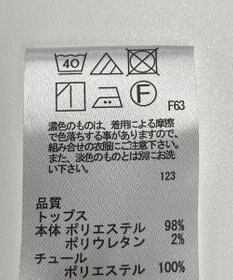 40
F F63
濃色のものは、着用による摩擦
で色落ちする事がありますので、
組み合せの衣服にご注意下さい。
また、淡色のものとは別にお洗
い下さい。
123
品質
トップス
本体 ポリエステル 98%
ポリウレタン 2%
チュール
ポリエステル 100%